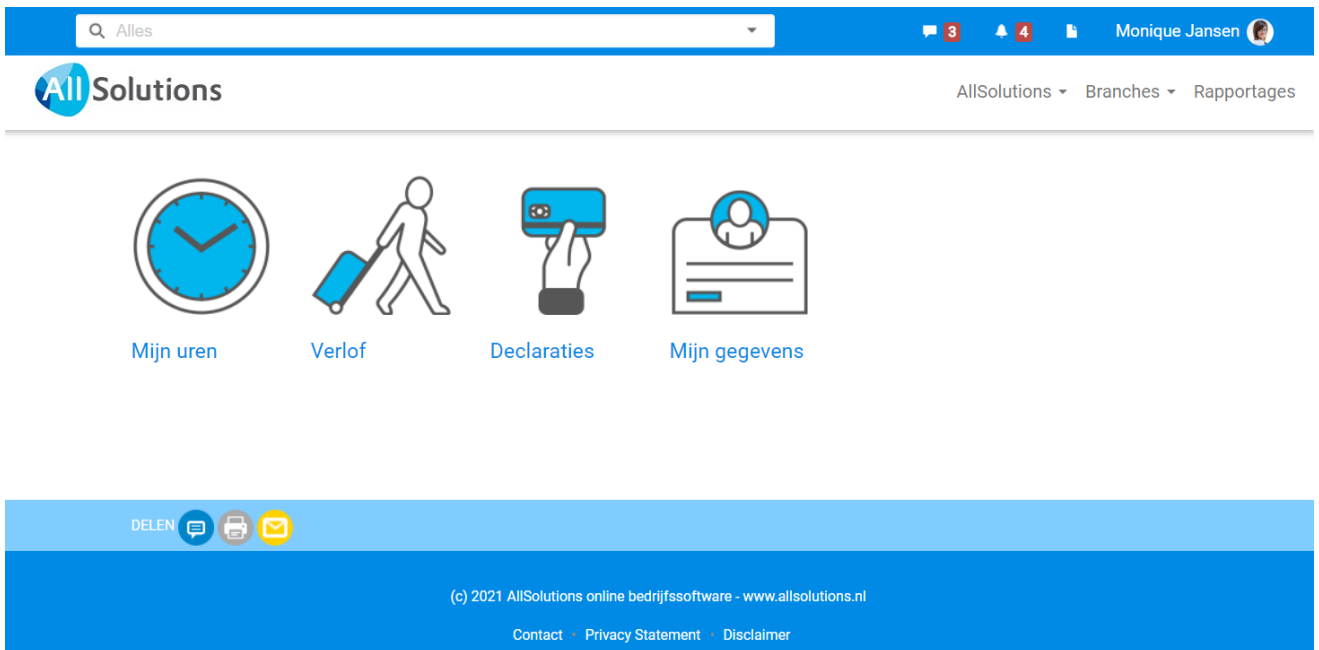 Alles
3
4
Monique Jansen
AllSolutions
AllSolutions Branches Rapportages
Mijn uren Verlof Declaraties Mijn gegevens
DELEN
(c) 2021 AllSolutions online bedrijfssoftware - www.allsolutions.nl
Contact • Privacy Statement • Disclaimer